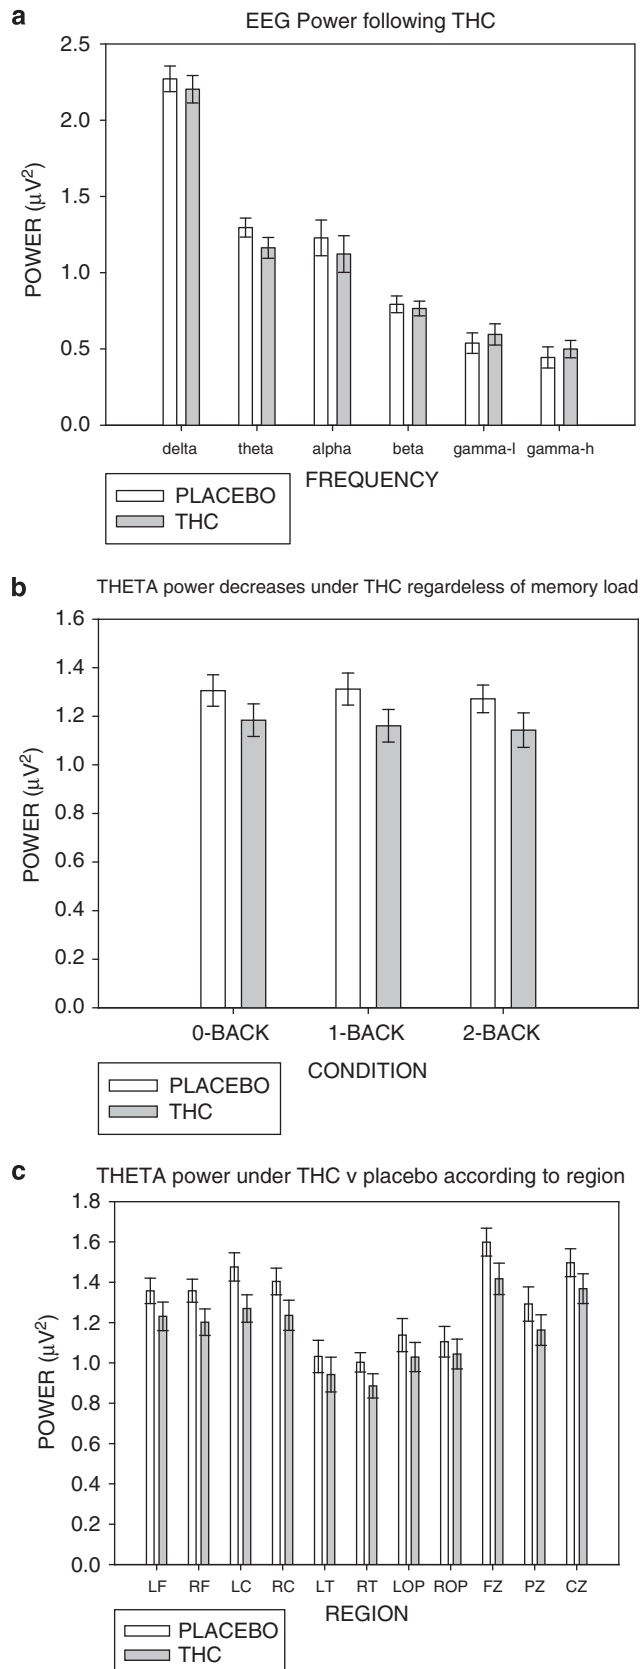 a
EEG Power following THC
2.5
2.0
1.5
1.0
0.5
0.0
POWER (μV²)
delta theta alpha beta gamma-l gamma-h
FREQUENCY
PLACEBO
THC
b
THETA power decreases under THC regardeless of memory load
1.6
1.4
1.2
1.0
0.8
0.6
0.4
0.2
0.0
POWER (μV²)
0-BACK 1-BACK 2-BACK
CONDITION
PLACEBO
THC
c
THETA power under THC v placebo according to region
1.8
1.6
1.4
1.2
1.0
0.8
0.6
0.4
0.2
0.0
POWER (μV²)
LF RF LC RC LT RT LOP ROP FZ PZ CZ
REGION
PLACEBO
THC